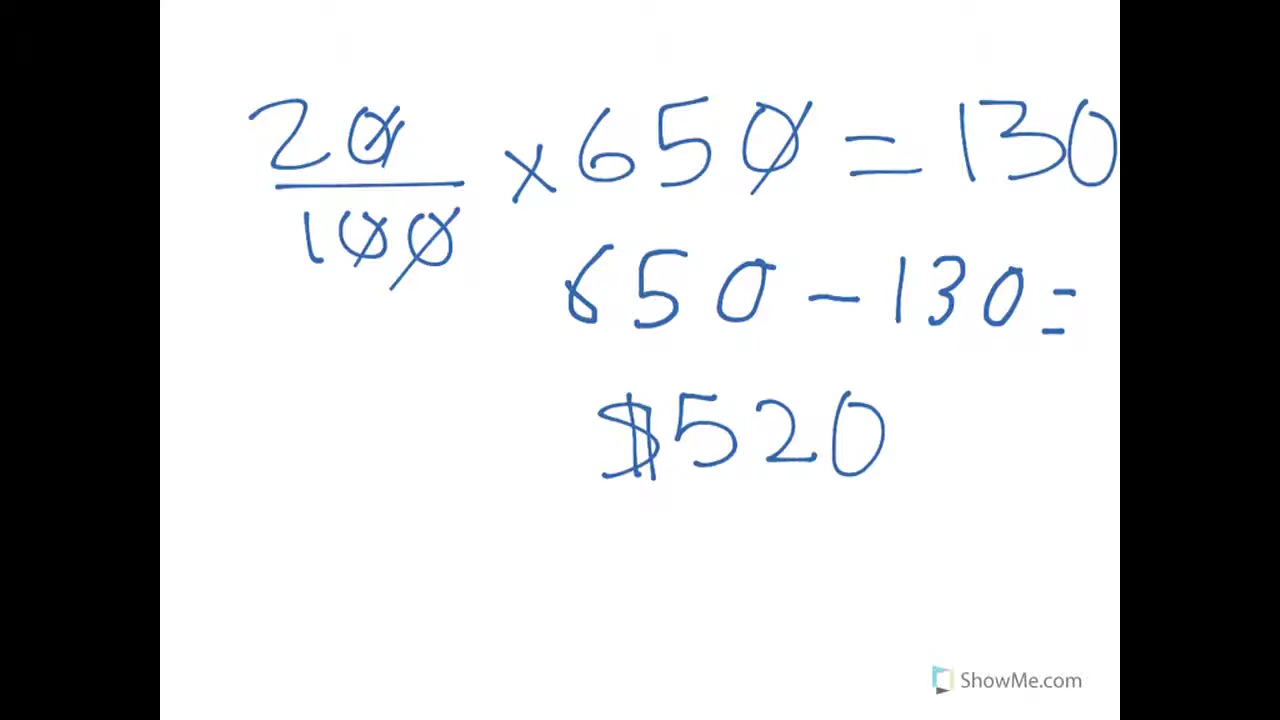 20/100 × 650 = 130
650 - 130 =
$520
ShowMe.com